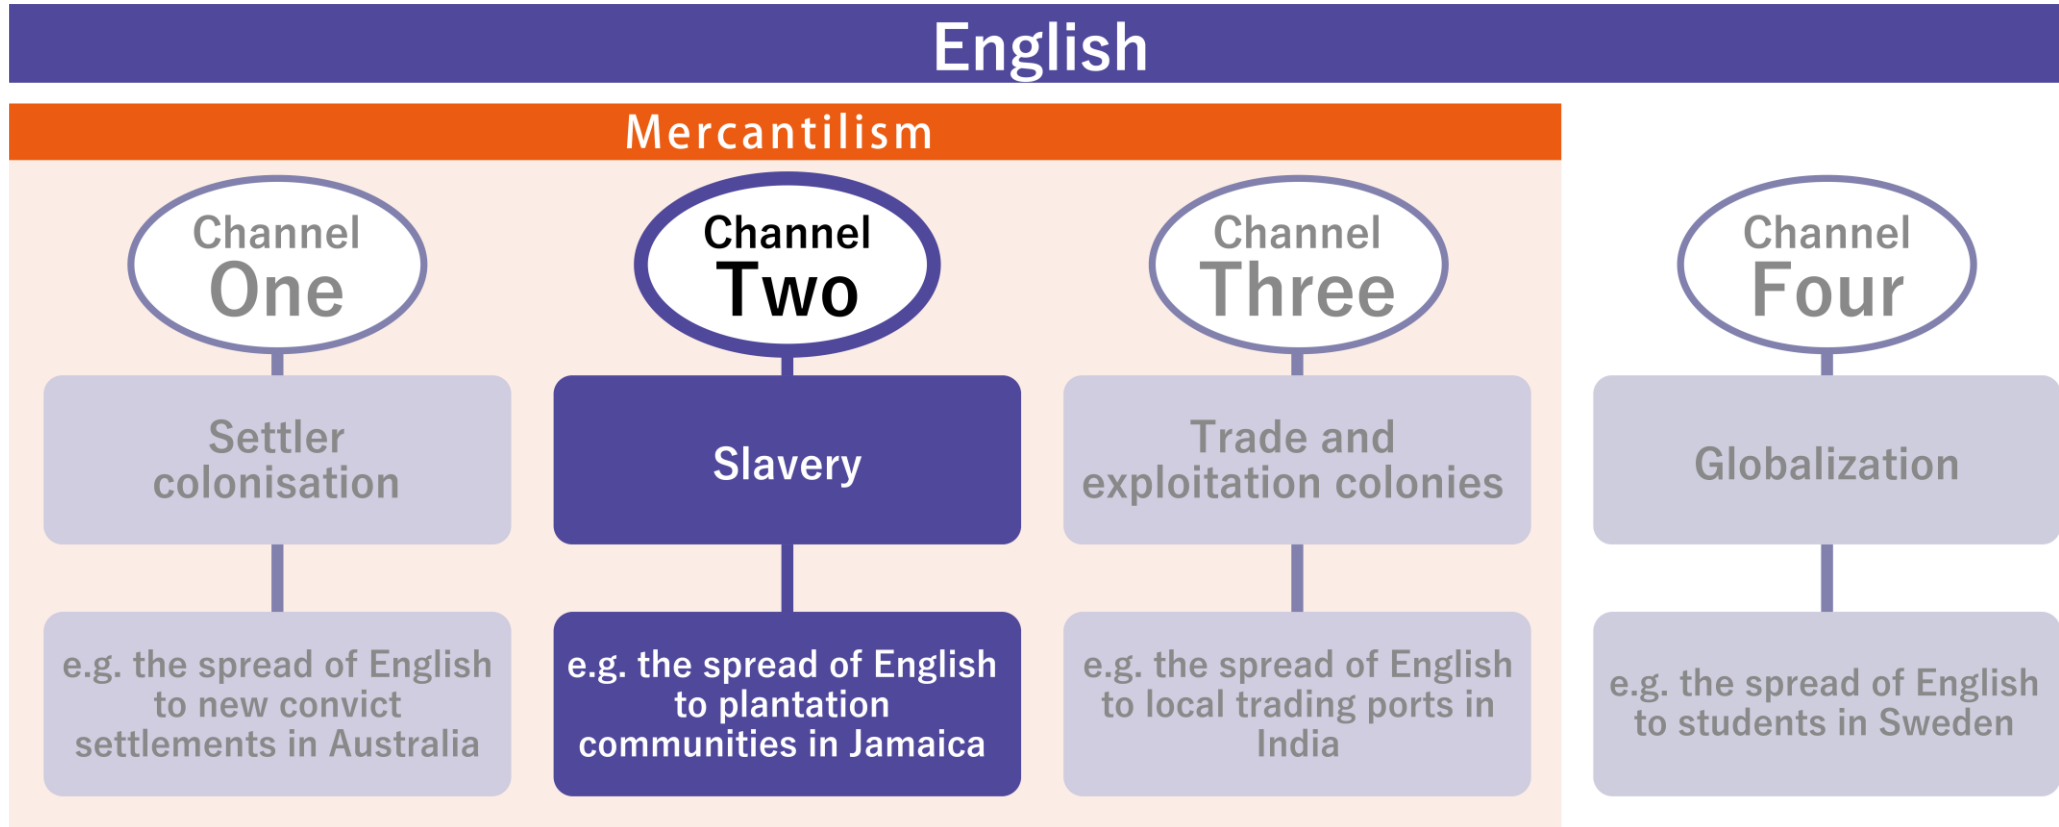 English
Mercantilism
Channel
One
Settler
colonisation
e.g. the spread of English
to new convict
settlements in Australia
Channel
Two
Slavery
e.g. the spread of English
to plantation
communities in Jamaica
Channel
Three
Trade and
exploitation colonies
e.g. the spread of English
to local trading ports in
India
Channel
Four
Globalization
e.g. the spread of English
to students in Sweden